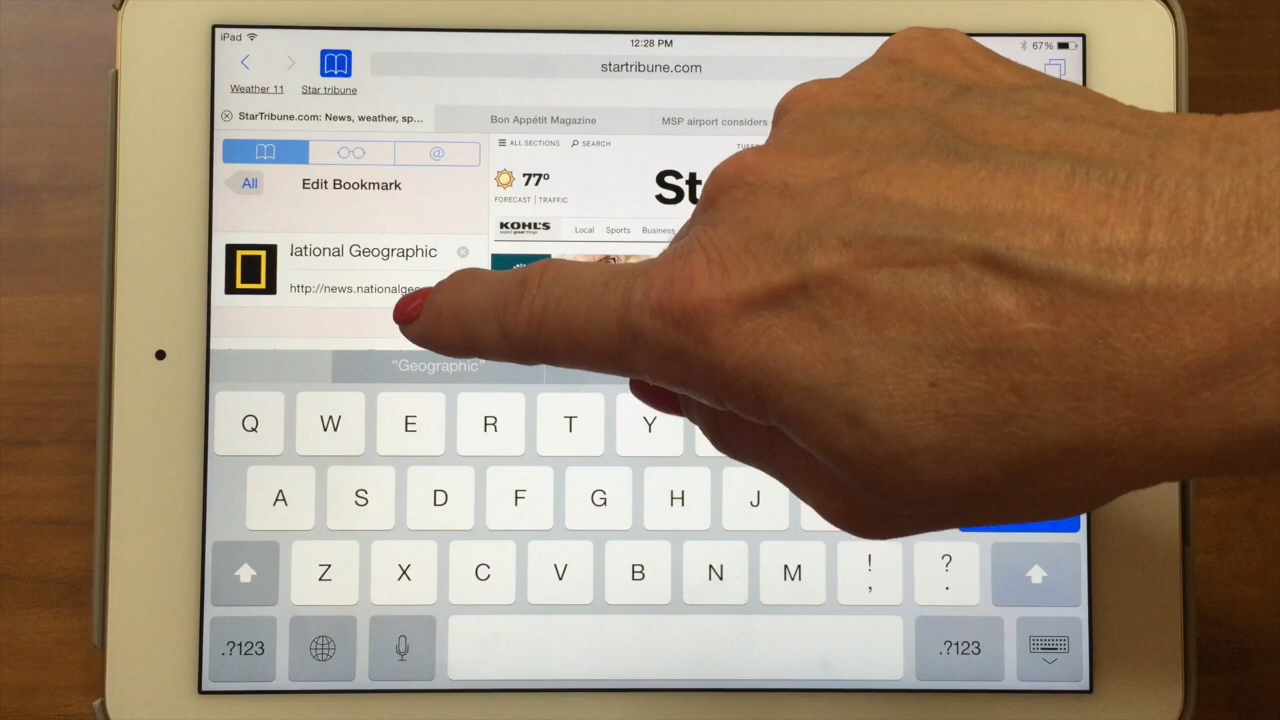 iPad
12:28 PM
67%
startribune.com
Weather 11
Star tribune
StarTribune.com: News, weather, sp...
Bon Appétit Magazine
MSP airport considers
ALL SECTIONS
SEARCH
@
All
Edit Bookmark
77°
St
FORECAST | TRAFFIC
KOHL'S
Local
Sports
Business
National Geographic
http://news.nationalgeo
"Geographic"
Q W E R T Y
A S D F G H J
Z X C V B N M ! , ? .
.?123
.?123